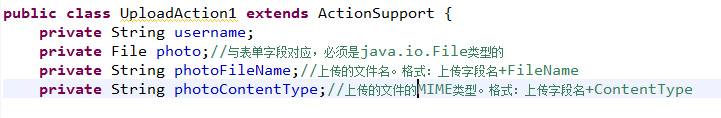 public class UploadAction1 extends ActionSupport {
private String username;
private File photo;//与表单字段对应，必须是java.io.File类型的
private String photoFileName;//上传的文件名。格式：上传字段名+FileName
private String photoContentType;//上传的文件的MIME类型。格式：上传字段名+ContentType